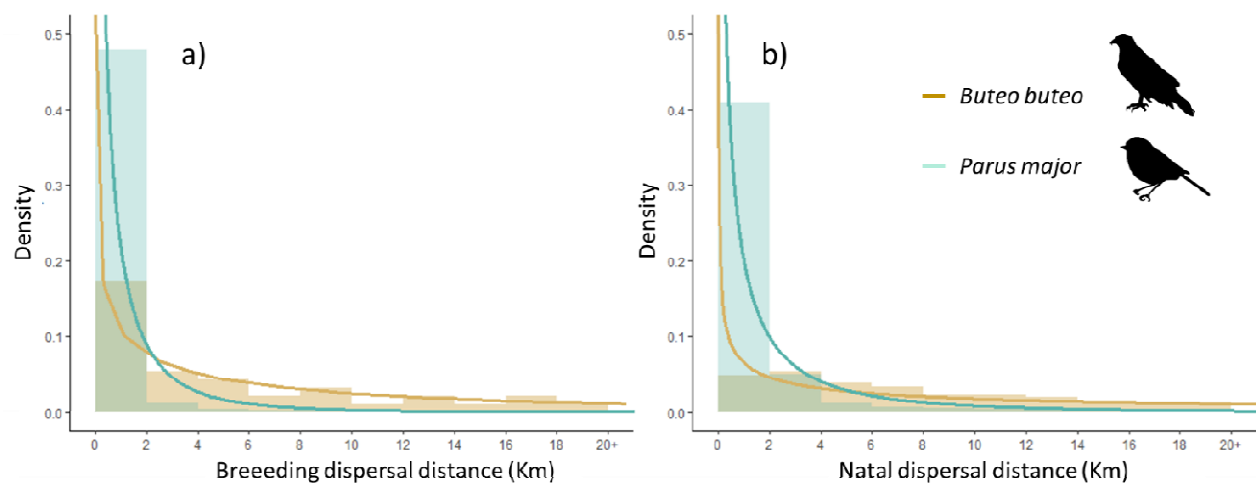 a)
0.5
0.4
0.3
0.2
0.1
0.0
Density
0 2 4 6 8 10 12 14 16 18 20+
Breeeding dispersal distance (Km)
b)
0.5
0.4
0.3
0.2
0.1
0.0
Density
0 2 4 6 8 10 12 14 16 18 20+
Natal dispersal distance (Km)
Buteo buteo
Parus major